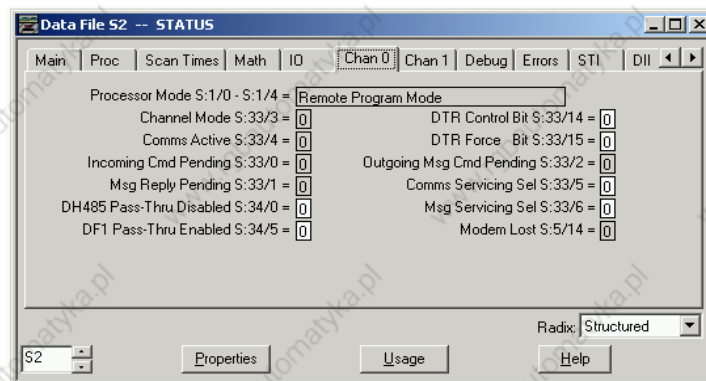 Data File S2 -- STATUS
Main Proc Scan Times Math IO Chan 0 Chan 1 Debug Errors STI DII
Processor Mode S:1/0 - S:1/4 = Remote Program Mode
Channel Mode S:33/3 = 0 DTR Control Bit S:33/14 = 0
Comms Active S:33/4 = 0 DTR Force Bit S:33/15 = 0
Incoming Cmd Pending S:33/0 = 0 Outgoing Msg Cmd Pending S:33/2 = 0
Msg Reply Pending S:33/1 = 0 Comms Servicing Sel S:33/5 = 0
DH485 Pass-Thru Disabled S:34/0 = 0 Msg Servicing Sel S:33/6 = 0
DF1 Pass-Thru Enabled S:34/5 = 0 Modem Lost S:5/14 = 0
Radix: Structured
S2 Properties Usage Help